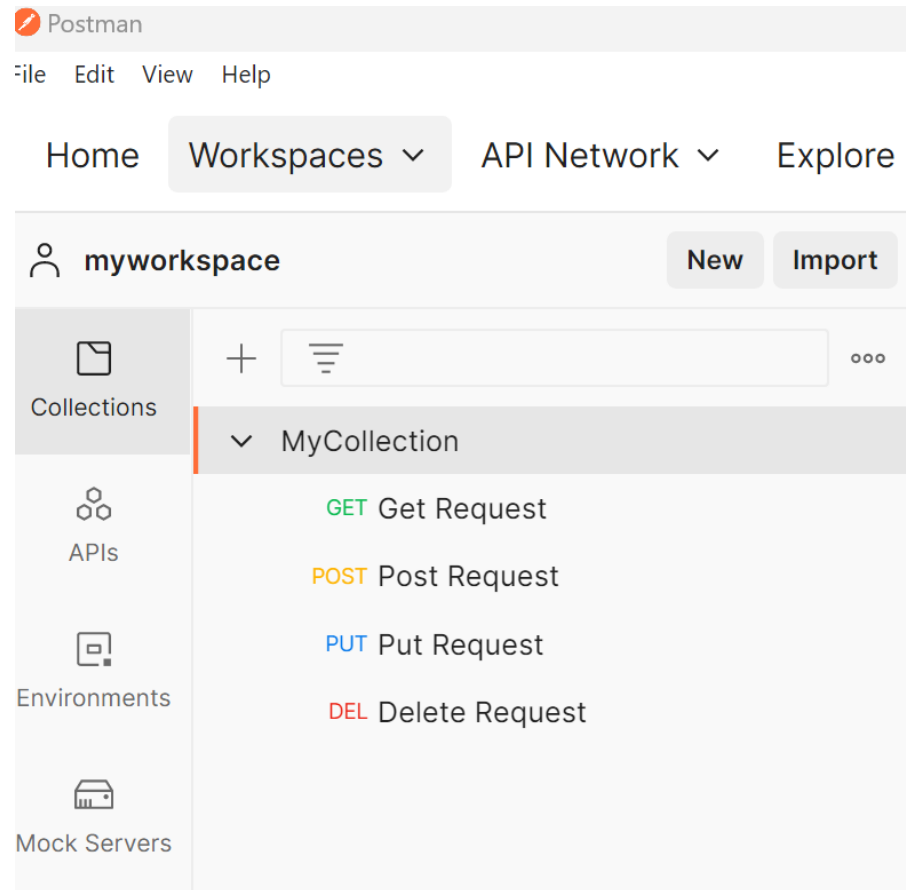 Postman
File Edit View Help
Home Workspaces API Network Explore
myworkspace New Import
Collections
MyCollection
GET Get Request
APIs
POST Post Request
PUT Put Request
Environments
DEL Delete Request
Mock Servers